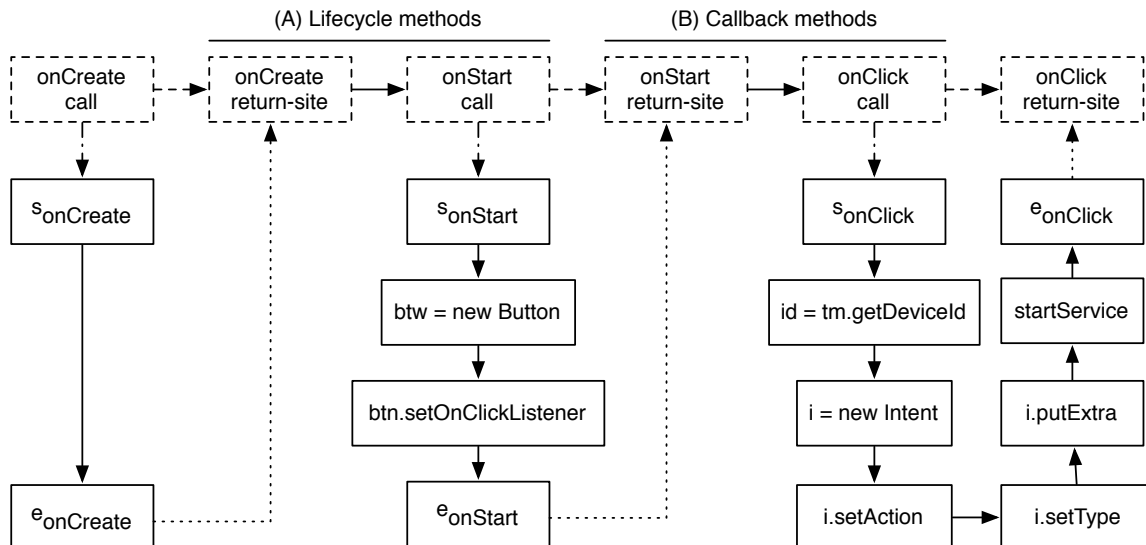 (A) Lifecycle methods
(B) Callback methods
onCreate
call
onCreate
return-site
onStart
call
onStart
return-site
onClick
call
onClick
return-site
sonCreate
sonStart
sonClick
eonClick
btw = new Button
id = tm.getDeviceId
startService
btn.setOnClickListener
i = new Intent
i.putExtra
eonCreate
eonStart
i.setAction
i.setType